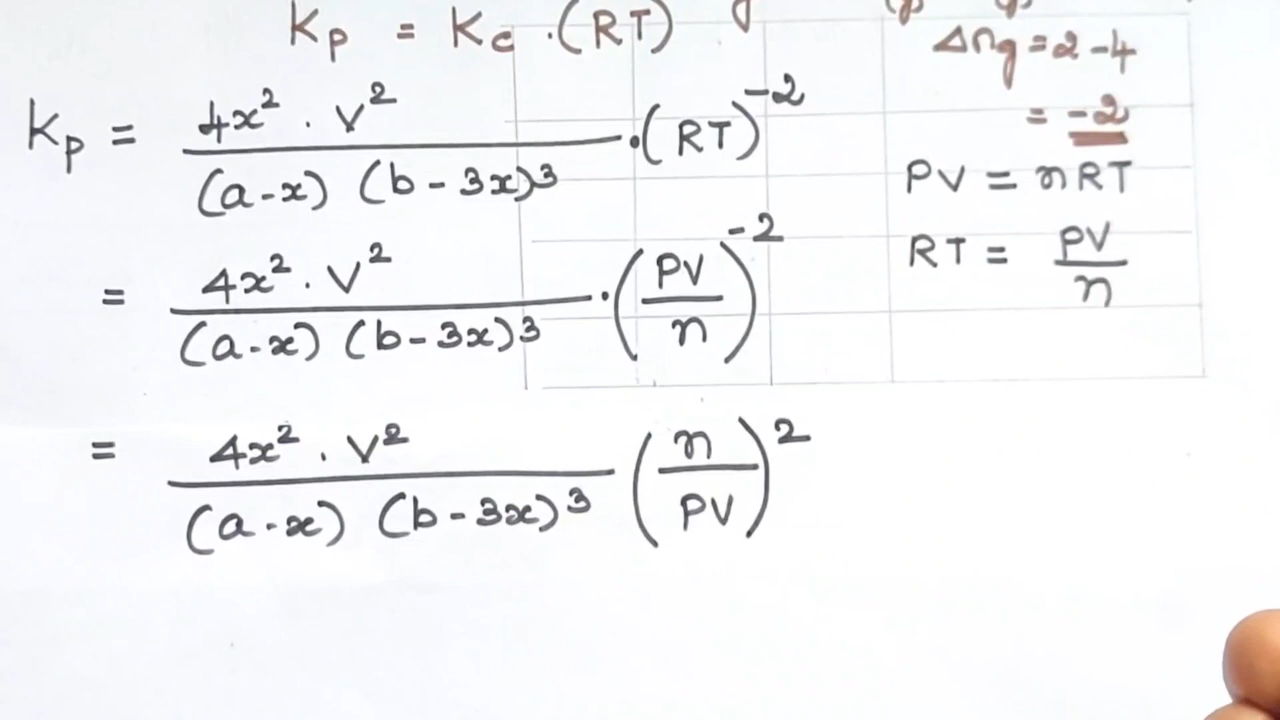 Kp = Kc .(RT)
Δng = 2 - 4
= -2
Kp = 4x² . V² / (a-x) (b-3x)³ .(RT)⁻²
PV = nRT
RT = PV / n
= 4x² . V² / (a-x) (b-3x)³ .(PV / n)⁻²
= 4x² . V² / (a-x) (b-3x)³ (n / PV)²